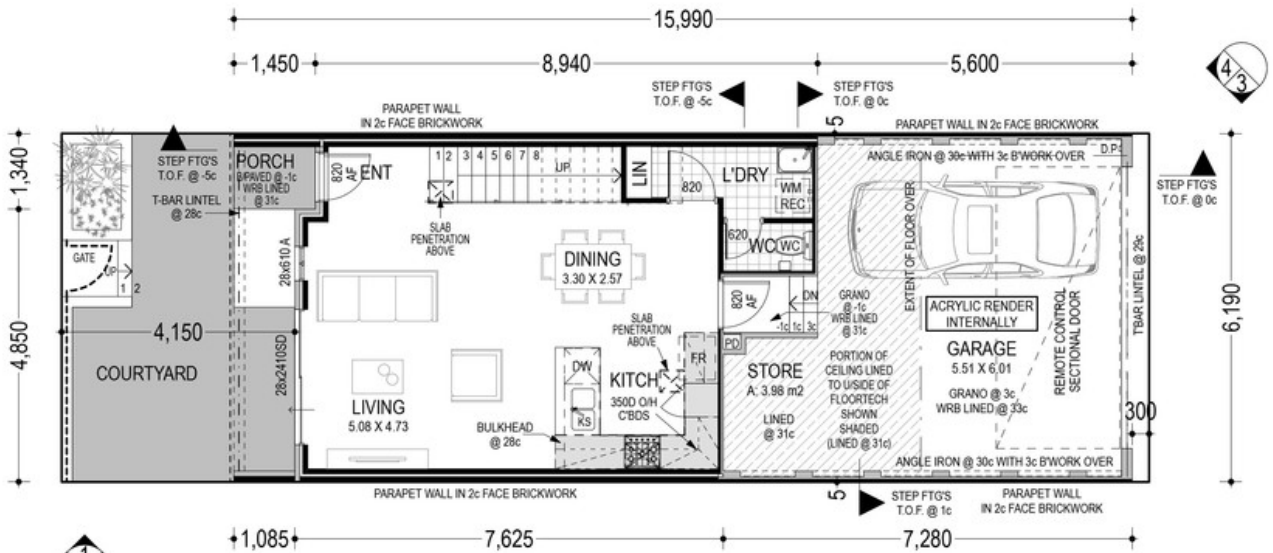 15,990
1,450
8,940
5,600
STEP FTG'S
T.O.F. @ -5c
STEP FTG'S
T.O.F. @ 0c
4
3
PARAPET WALL
IN 2c FACE BRICKWORK
5
PARAPET WALL IN 2c FACE BRICKWORK
1,340
4,850
6,190
STEP FTG'S
T.O.F. @ -5c
T-BAR LINTEL
@ 28c
PORCH
B/PAVED @ -1c
WRB LINED
@ 31c
820
AF
ENT
1 2 3 4 5 6 7 8
UP
SLAB
PENETRATION
ABOVE
LIN
820
L'DRY
WM
REC
620
WC
WC
ANGLE IRON @ 30c WITH 3c B'WORK OVER
D.P
STEP FTG'S
T.O.F. @ 0c
GATE
UP
1 2
28x610 A
DINING
3.30 X 2.57
820
AF
DN
-1c 1c 3c
GRANO
@ -1c
WRB LINED
@ 31c
EXTENT OF FLOOR OVER
ACRYLIC RENDER
INTERNALLY
GARAGE
5.51 X 6.01
GRANO @ 3c
WRB LINED @ 33c
REMOTE CONTROL
SECTIONAL DOOR
T'BAR LINTEL @ 29c
300
4,150
COURTYARD
28x2410SD
LIVING
5.08 X 4.73
SLAB
PENETRATION
ABOVE
DW
KS
KITCH
350D O/H
C'BDS
FR
BULKHEAD
@ 28c
PD
STORE
A: 3.98 m2
LINED
@ 31c
PORTION OF
CEILING LINED
TO U/SIDE OF
FLOORTECH
SHOWN
SHADED
(LINED @ 31c)
ANGLE IRON @ 30c WITH 3c B'WORK OVER
PARAPET WALL IN 2c FACE BRICKWORK
5
STEP FTG'S
T.O.F. @ 1c
PARAPET WALL
IN 2c FACE BRICKWORK
1
1,085
7,625
7,280